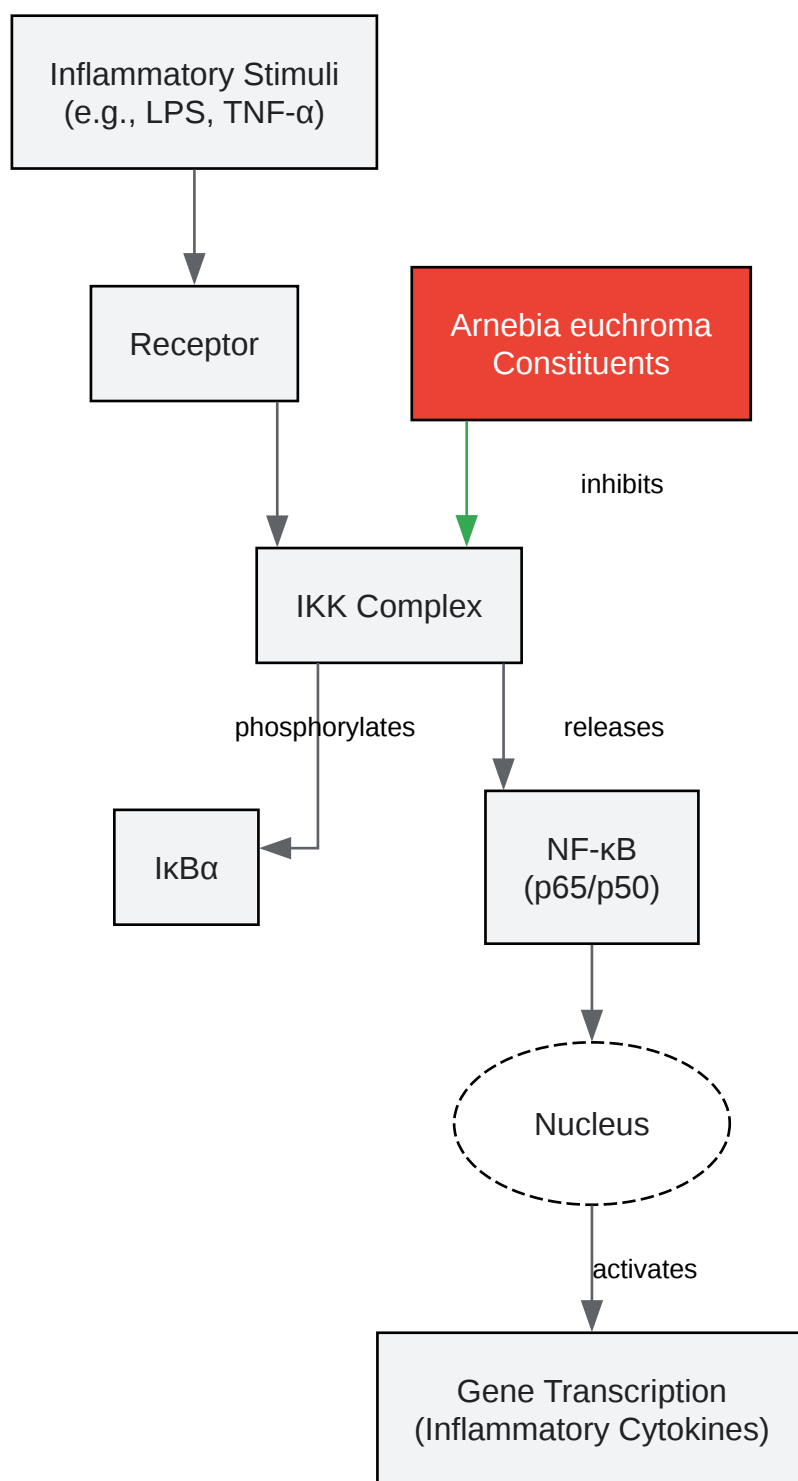 Inflammatory Stimuli
(e.g., LPS, TNF-α)
Receptor
Arnebia euchroma
Constituents
inhibits
IKK Complex
phosphorylates
releases
IκBα
NF-κB
(p65/p50)
Nucleus
activates
Gene Transcription
(Inflammatory Cytokines)